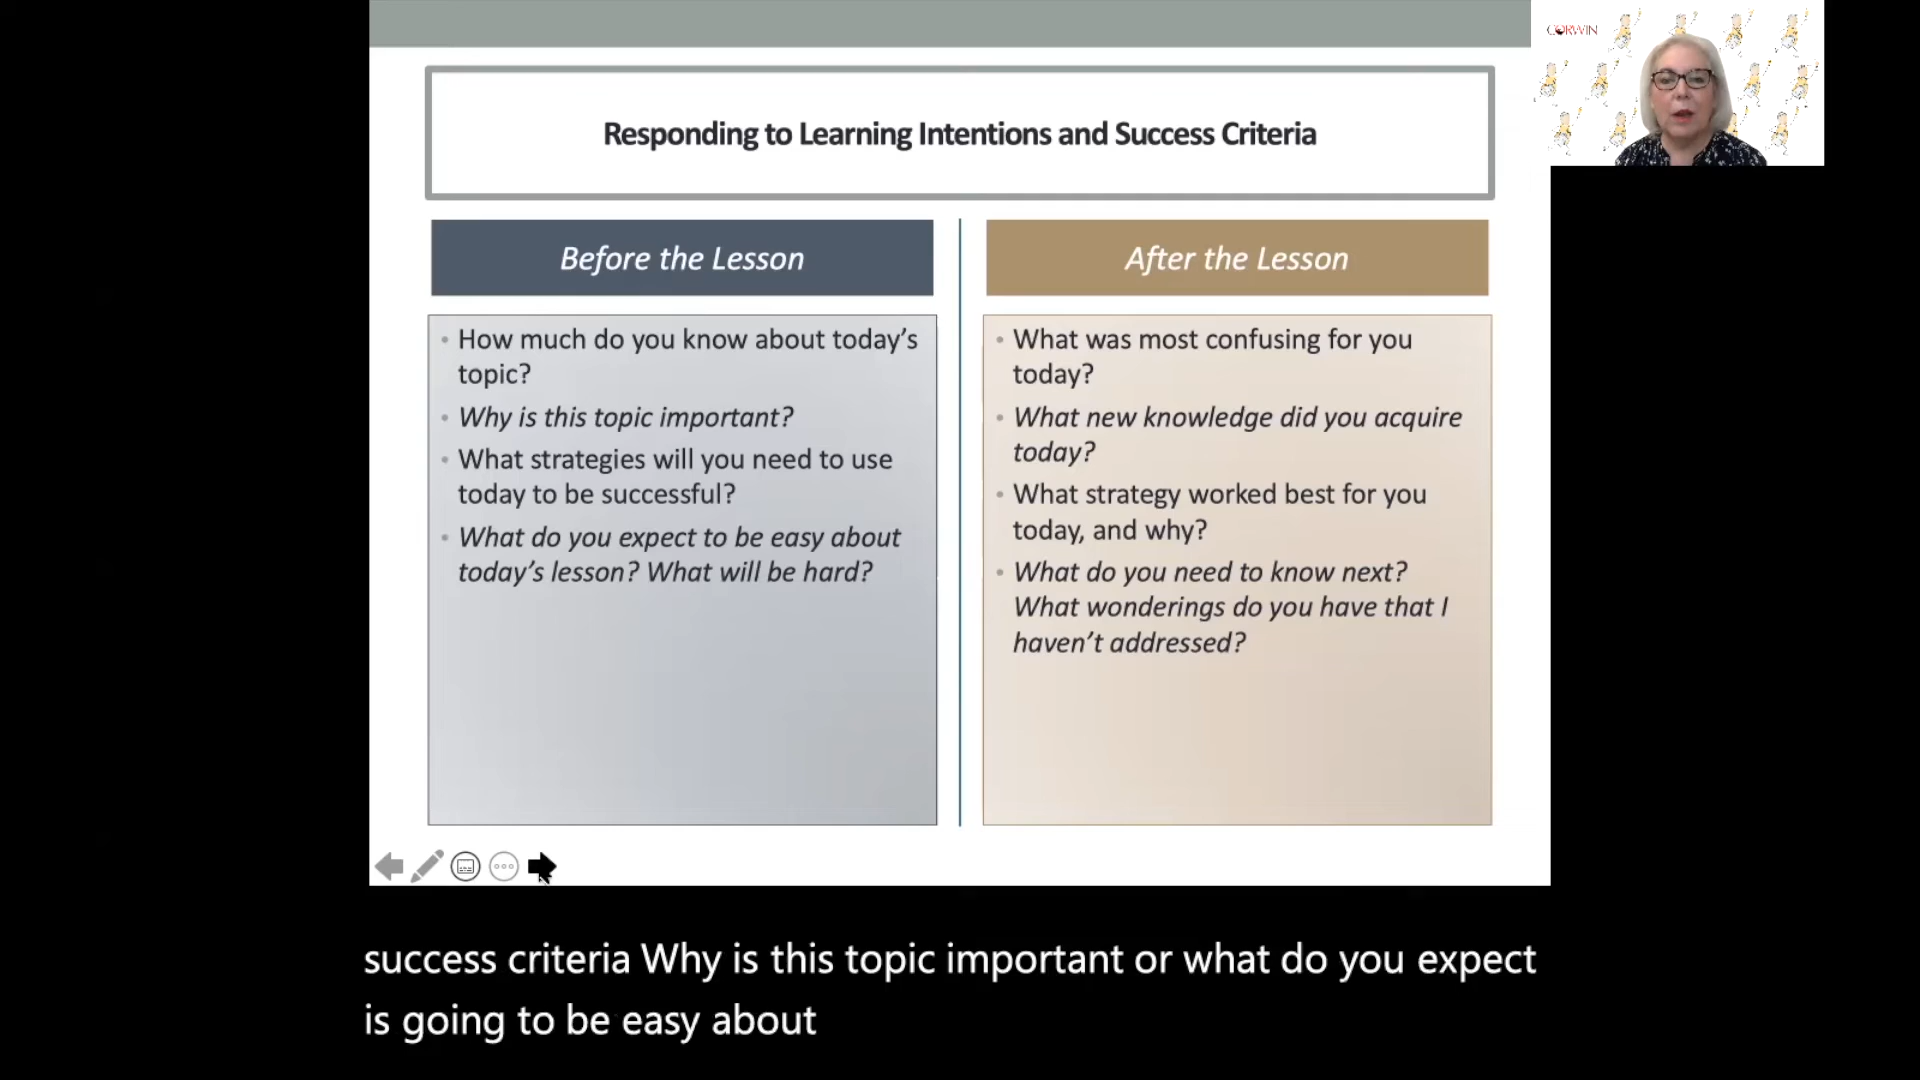 CORWIN
Responding to Learning Intentions and Success Criteria
Before the Lesson
• How much do you know about today’s
topic?
• Why is this topic important?
• What strategies will you need to use
today to be successful?
• What do you expect to be easy about
today’s lesson? What will be hard?
After the Lesson
• What was most confusing for you
today?
• What new knowledge did you acquire
today?
• What strategy worked best for you
today, and why?
• What do you need to know next?
What wonderings do you have that I
haven’t addressed?
success criteria Why is this topic important or what do you expect
is going to be easy about